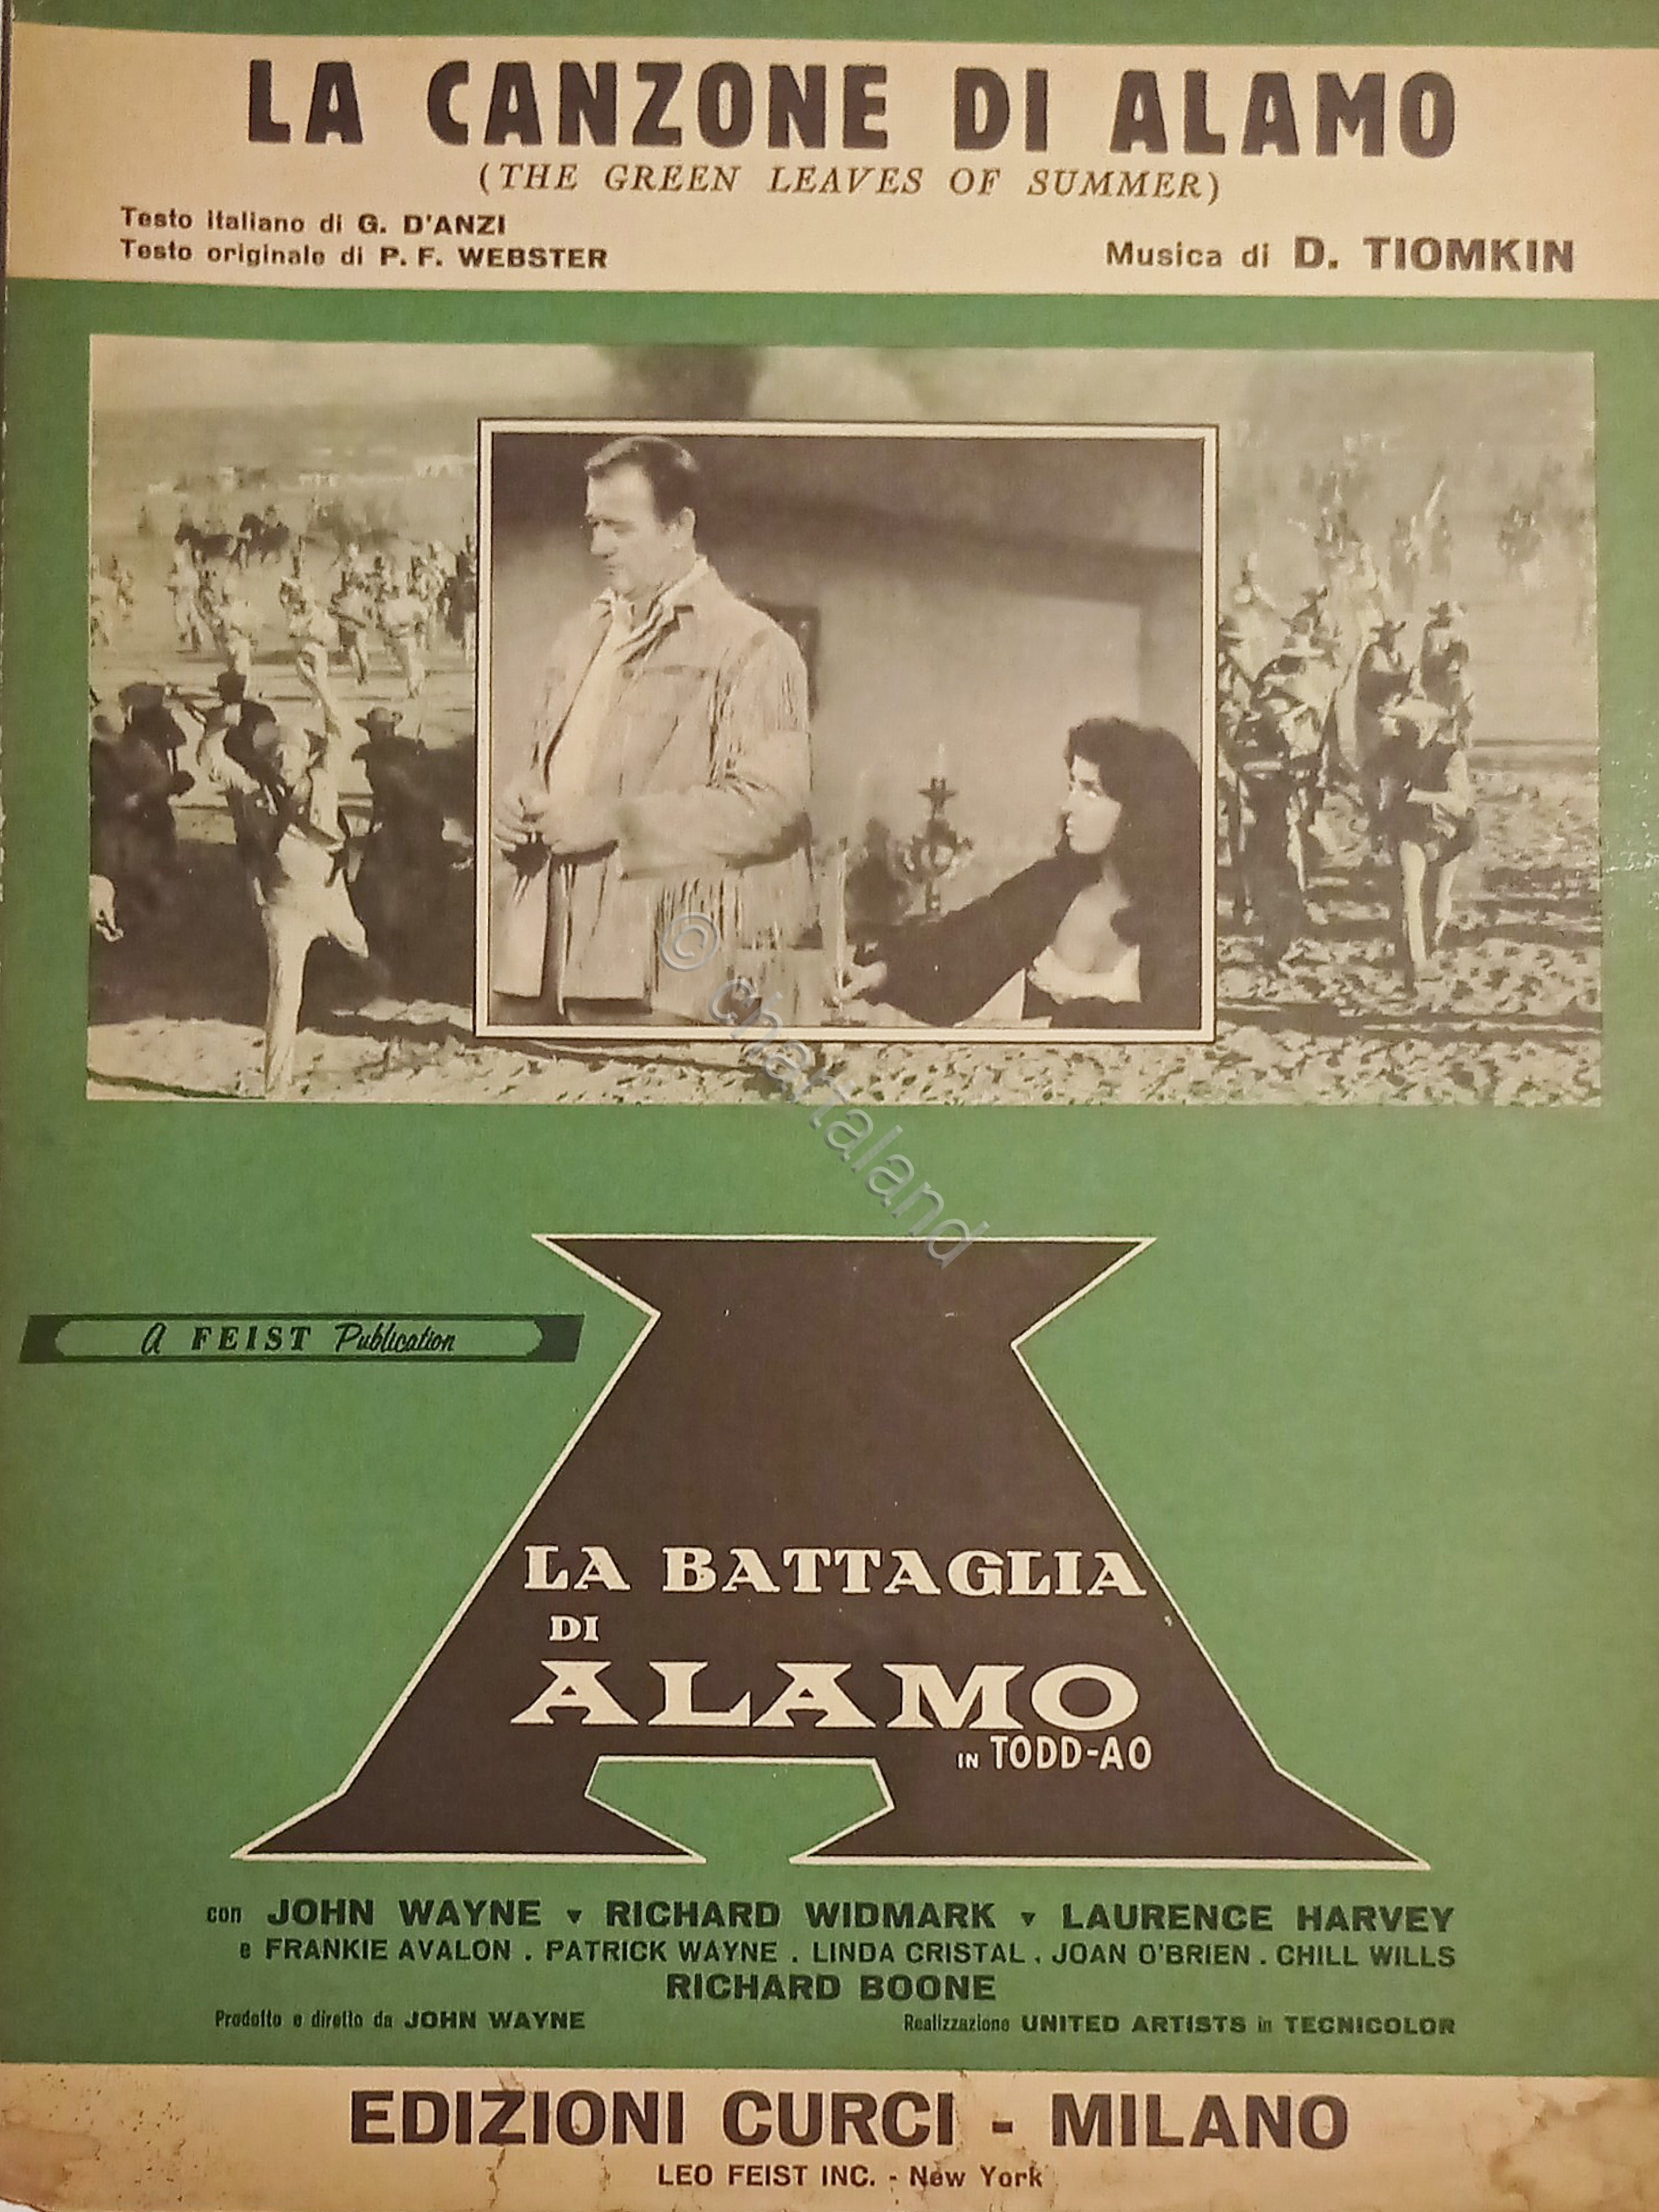 LA CANZONE DI ALAMO
(THE GREEN LEAVES OF SUMMER)
Testo italiano di G. D'ANZI
Testo originale di P. F. WEBSTER
Musica di D. TIOMKIN
© chartaland
A FEIST Publication
LA BATTAGLIA
DI
ALAMO
IN TODD-AO
con JOHN WAYNE ▾ RICHARD WIDMARK ▾ LAURENCE HARVEY
e FRANKIE AVALON . PATRICK WAYNE . LINDA CRISTAL . JOAN O'BRIEN . CHILL WILLS
RICHARD BOONE
Prodotto e diretto da JOHN WAYNE
Realizzazione UNITED ARTISTS in TECNICOLOR
EDIZIONI CURCI - MILANO
LEO FEIST INC. - New York